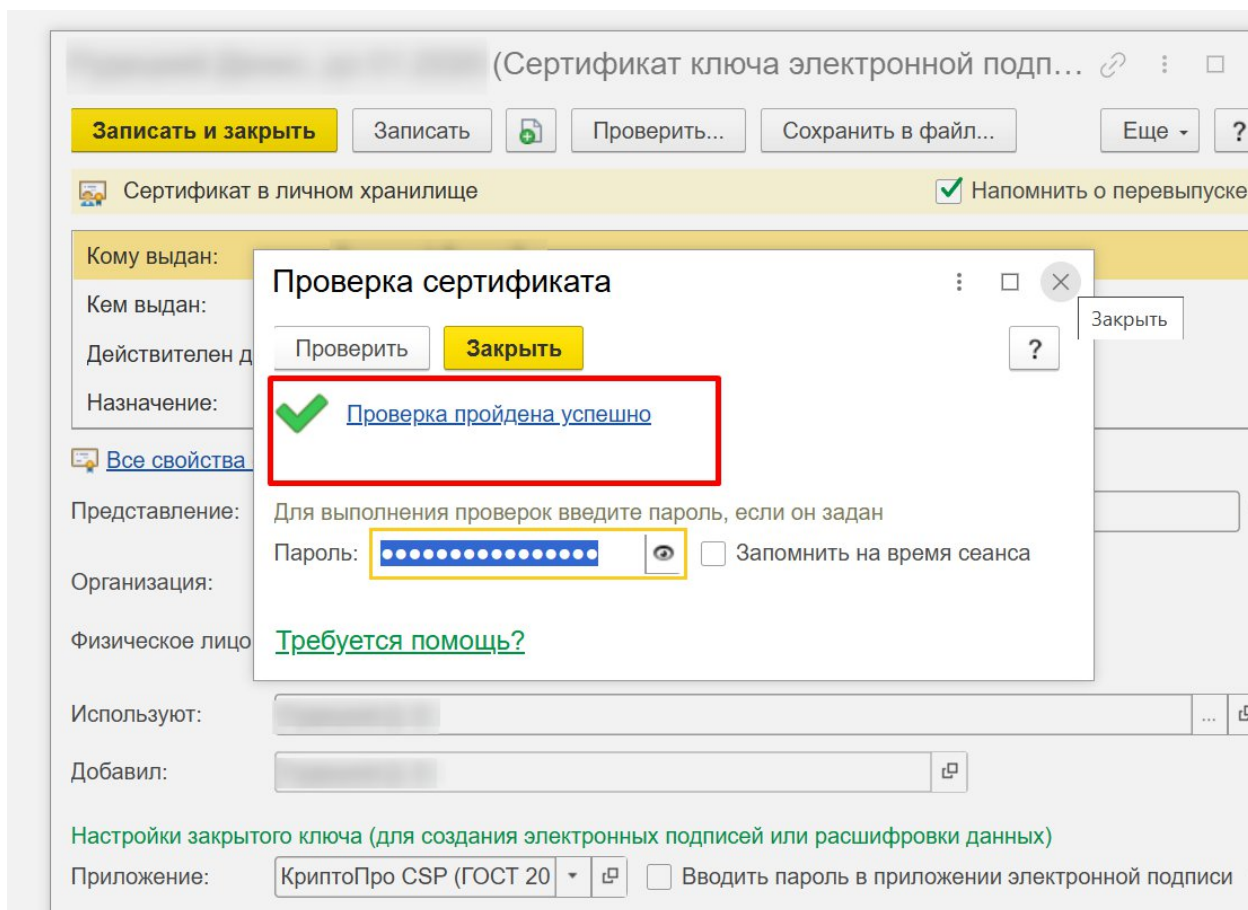 (Сертификат ключа электронной подп...
Записать и закрыть Записать Проверить... Сохранить в файл... Еще ?
Сертификат в личном хранилище Напомнить о перевыпуске
Кому выдан:
Проверка сертификата
Кем выдан:
Закрыть
Действителен д
Проверить Закрыть ?
Назначение:
Проверка пройдена успешно
Все свойства
Представление:
Для выполнения проверок введите пароль, если он задан
Пароль: •••••••••••••••• Запомнить на время сеанса
Организация:
Физическое лицо
Требуется помощь?
Используют: ...
Добавил:
Настройки закрытого ключа (для создания электронных подписей или расшифровки данных)
Приложение: КриптоПро CSP (ГОСТ 20 Вводить пароль в приложении электронной подписи